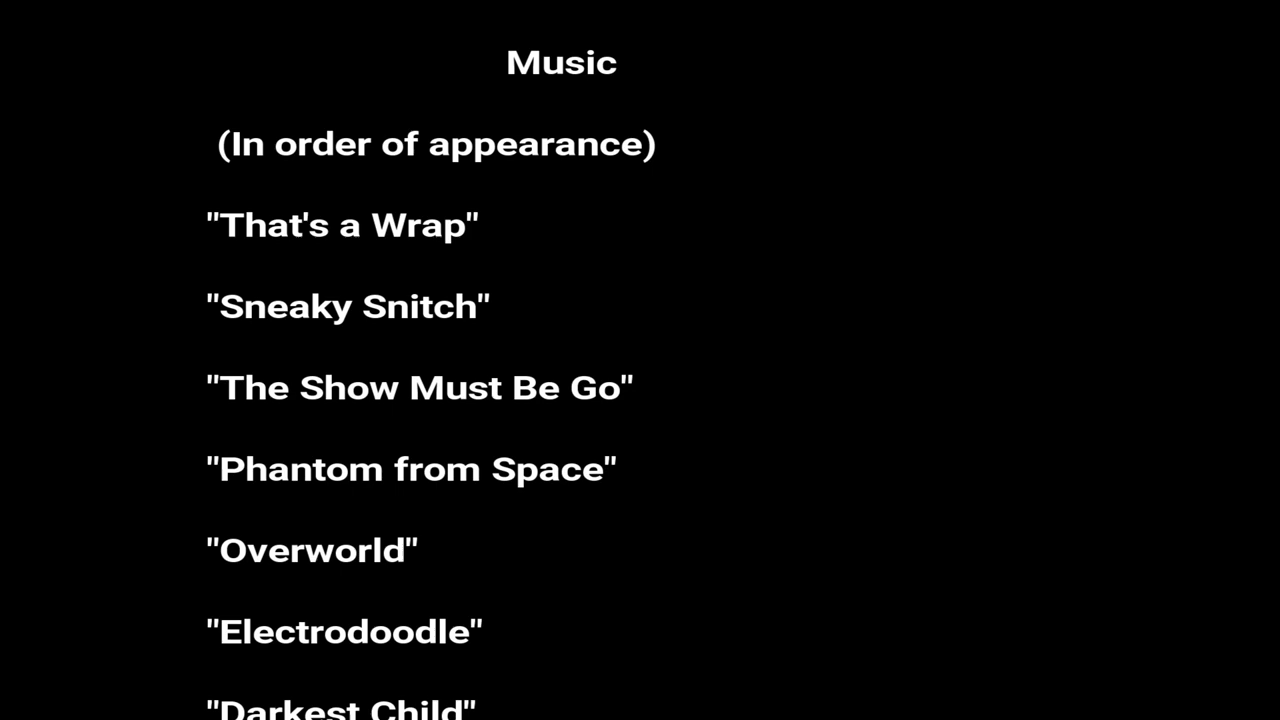 Music
(In order of appearance)
"That's a Wrap"
"Sneaky Snitch"
"The Show Must Be Go"
"Phantom from Space"
"Overworld"
"Electrodoodle"
"Darkest Child"